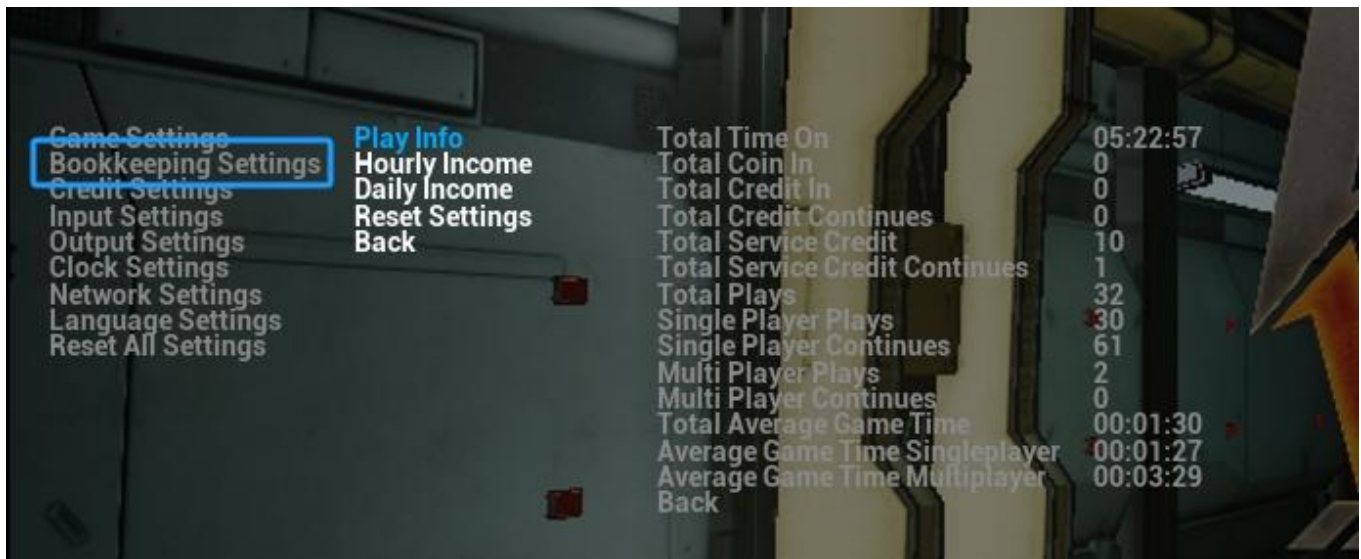 Game Settings
Bookkeeping Settings
Credit Settings
Input Settings
Output Settings
Clock Settings
Network Settings
Language Settings
Reset All Settings
Play Info
Hourly Income
Daily Income
Reset Settings
Back
Total Time On 05:22:57
Total Coin In 0
Total Credit In 0
Total Credit Continues 0
Total Service Credit 10
Total Service Credit Continues 1
Total Plays 32
Single Player Plays 30
Single Player Continues 61
Multi Player Plays 2
Multi Player Continues 0
Total Average Game Time 00:01:30
Average Game Time Singleplayer 00:01:27
Average Game Time Multiplayer 00:03:29
Back